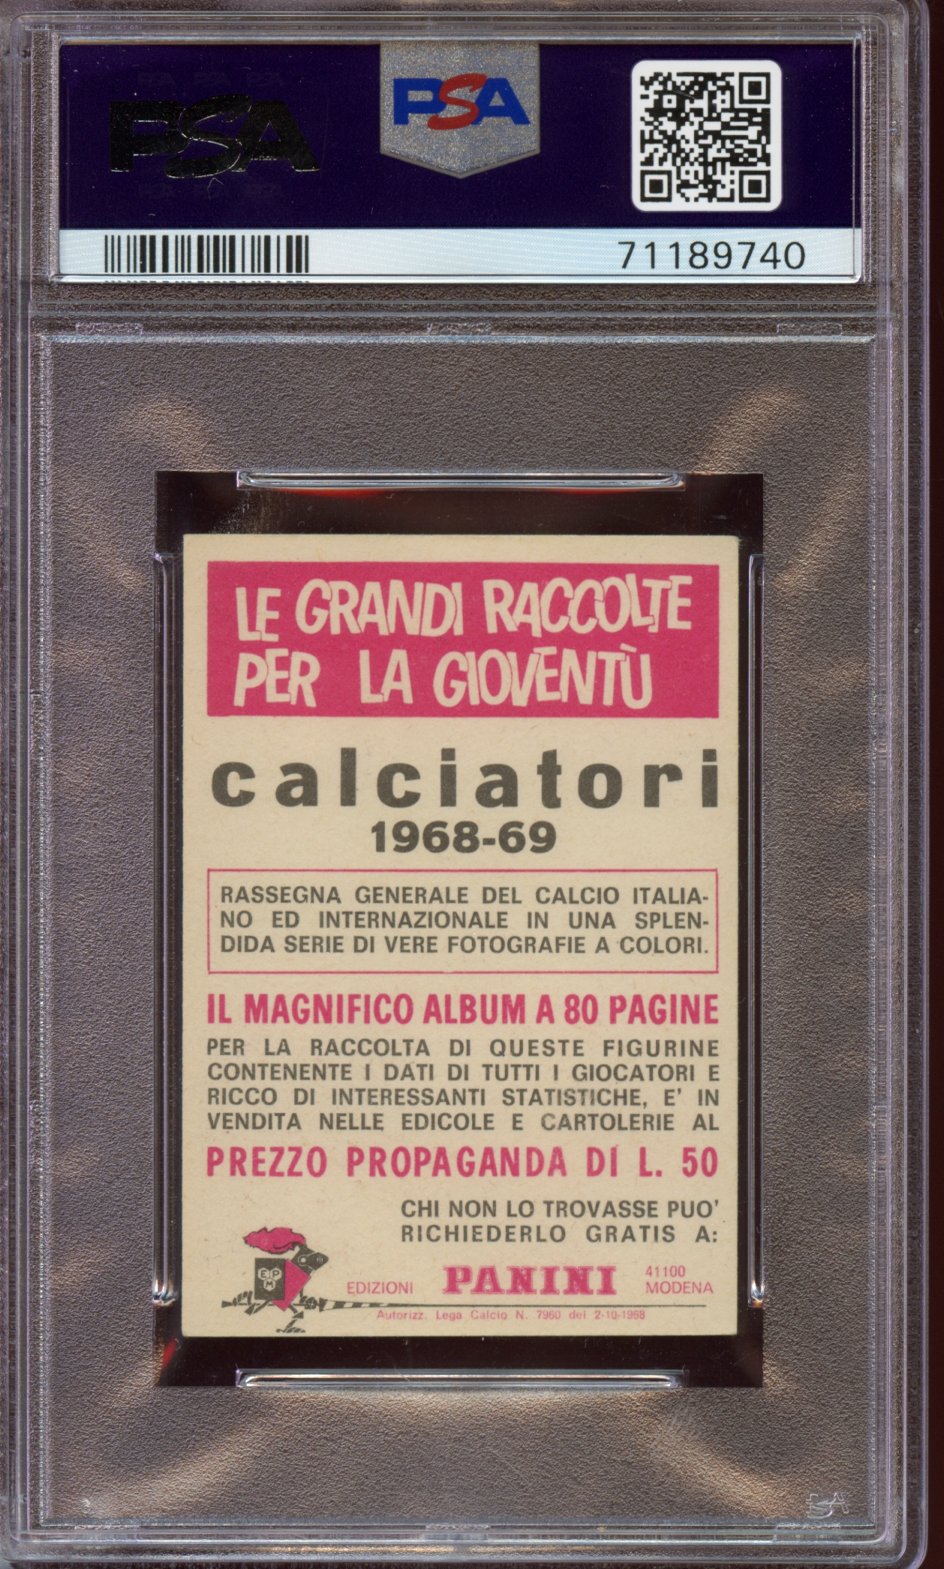 PSA
PSA
71189740
LE GRANDI RACCOLTE
PER LA GIOVENTÙ
calciatori
1968-69
RASSEGNA GENERALE DEL CALCIO ITALIA-
NO ED INTERNAZIONALE IN UNA SPLEN-
DIDA SERIE DI VERE FOTOGRAFIE A COLORI.
IL MAGNIFICO ALBUM A 80 PAGINE
PER LA RACCOLTA DI QUESTE FIGURINE
CONTENENTE I DATI DI TUTTI I GIOCATORI E
RICCO DI INTERESSANTI STATISTICHE, E' IN
VENDITA NELLE EDICOLE E CARTOLERIE AL
PREZZO PROPAGANDA DI L. 50
CHI NON LO TROVASSE PUO'
RICHIEDERLO GRATIS A:
EPM
EDIZIONI PANINI 41100 MODENA
Autorizz. Lega Calcio N. 7960 del 2-10-1968
PSA